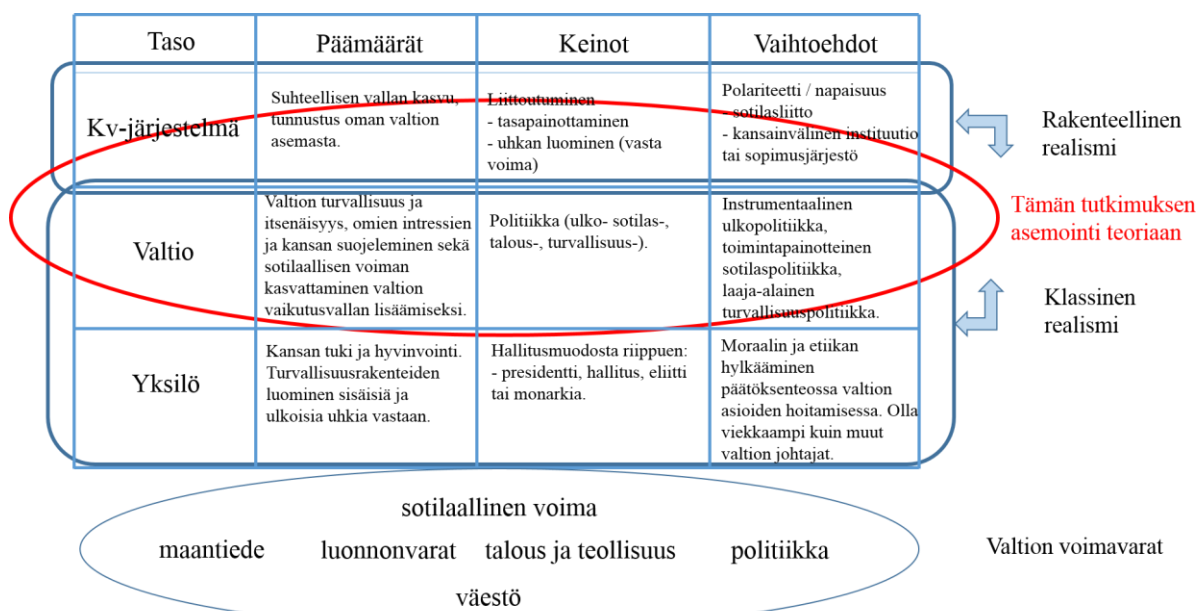 Taso
Päämäärät
Keinot
Vaihtoehdot
Kv-järjestelmä
Suhteellisen vallan kasvu,
tunnustus oman valtion
asemasta.
Liittoutuminen
- tasapainottaminen
- uhkan luominen (vasta
voima)
Polariteetti / napaisuus
- sotilasliitto
- kansainvälinen instituutio
tai sopimusjärjestö
Rakenteellinen
realismi
Valtio
Valtion turvallisuus ja
itsenäisyys, omien intressien
ja kansan suojeleminen sekä
sotilaallisen voiman
kasvattaminen valtion
vaikutusvallan lisäämiseksi.
Politiikka (ulko- sotilas-,
talous-, turvallisuus-).
Instrumentaalinen
ulkopolitiikka,
toimintapainotteinen
sotilaspolitiikka,
laaja-alainen
turvallisuuspolitiikka.
Tämän tutkimuksen
asemointi teoriaan
Klassinen
realismi
Yksilö
Kansan tuki ja hyvinvointi.
Turvallisuusrakenteiden
luominen sisäisiä ja
ulkoisia uhkia vastaan.
Hallitusmuodosta riippuen:
- presidentti, hallitus, eliitti
tai monarkia.
Moraalin ja etiikan
hylkääminen
päätöksenteossa valtion
asioiden hoitamisessa. Olla
viekkaampi kuin muut
valtion johtajat.
sotilaallinen voima
maantiede luonnonvarat talous ja teollisuus politiikka
väestö
Valtion voimavarat